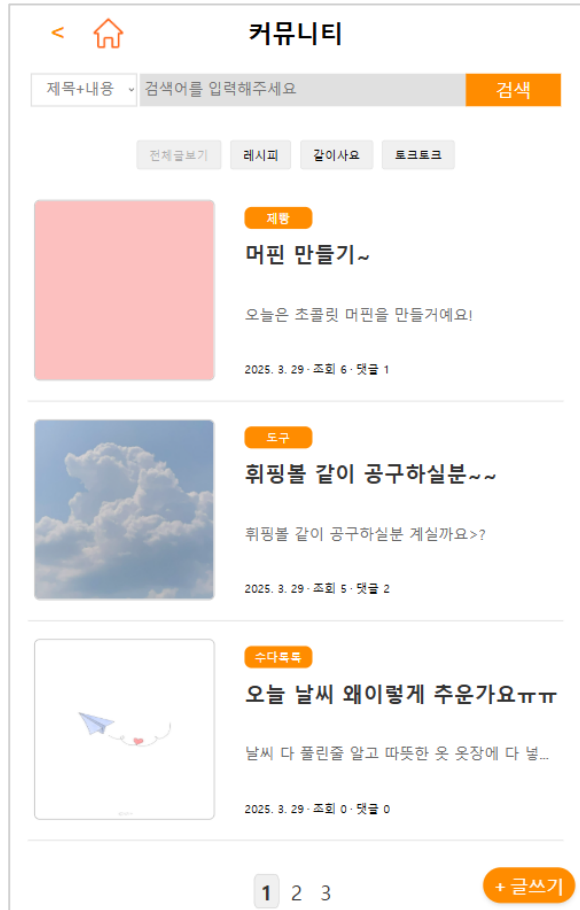 < 커뮤니티
제목+내용 검색어를 입력해주세요 검색
전체글보기 레시피 같이사요 토크토크
제빵
머핀 만들기~
오늘은 초콜릿 머핀을 만들거예요!
2025. 3. 29 · 조회 6 · 댓글 1
도구
휘핑볼 같이 공구하실분~~
휘핑볼 같이 공구하실분 계실까요>?
2025. 3. 29 · 조회 5 · 댓글 2
수다톡톡
오늘 날씨 왜이렇게 추운가요ㅠㅠ
날씨 다 풀린줄 알고 따뜻한 옷 옷장에 다 넣...
2025. 3. 29 · 조회 0 · 댓글 0
1 2 3 + 글쓰기